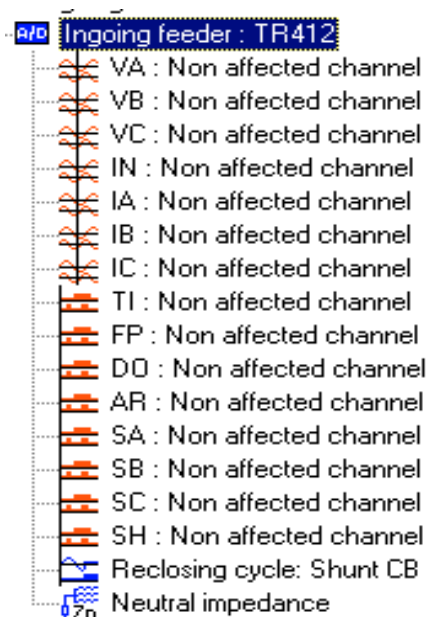 A/D Ingoing feeder : TR412
VA : Non affected channel
VB : Non affected channel
VC : Non affected channel
IN : Non affected channel
IA : Non affected channel
IB : Non affected channel
IC : Non affected channel
TI : Non affected channel
FP : Non affected channel
DO : Non affected channel
AR : Non affected channel
SA : Non affected channel
SB : Non affected channel
SC : Non affected channel
SH : Non affected channel
Reclosing cycle: Shunt CB
Zn Neutral impedance